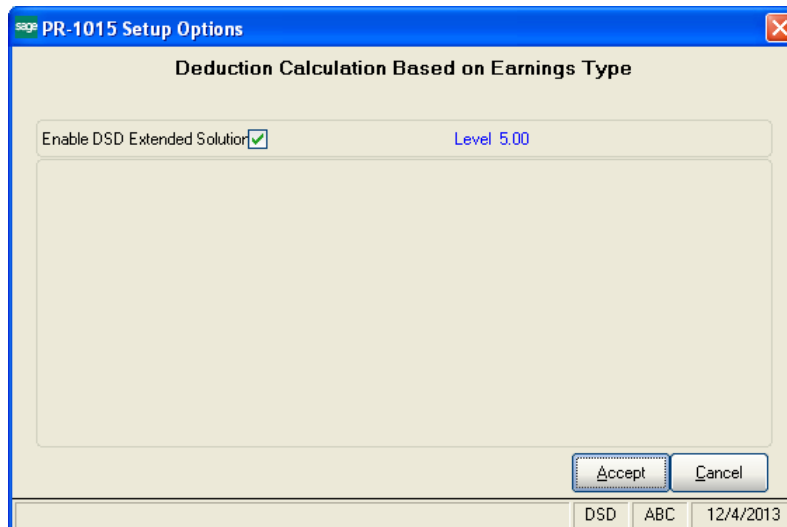 sage PR-1015 Setup Options
Deduction Calculation Based on Earnings Type
Enable DSD Extended Solution Level 5.00
Accept Cancel
DSD ABC 12/4/2013